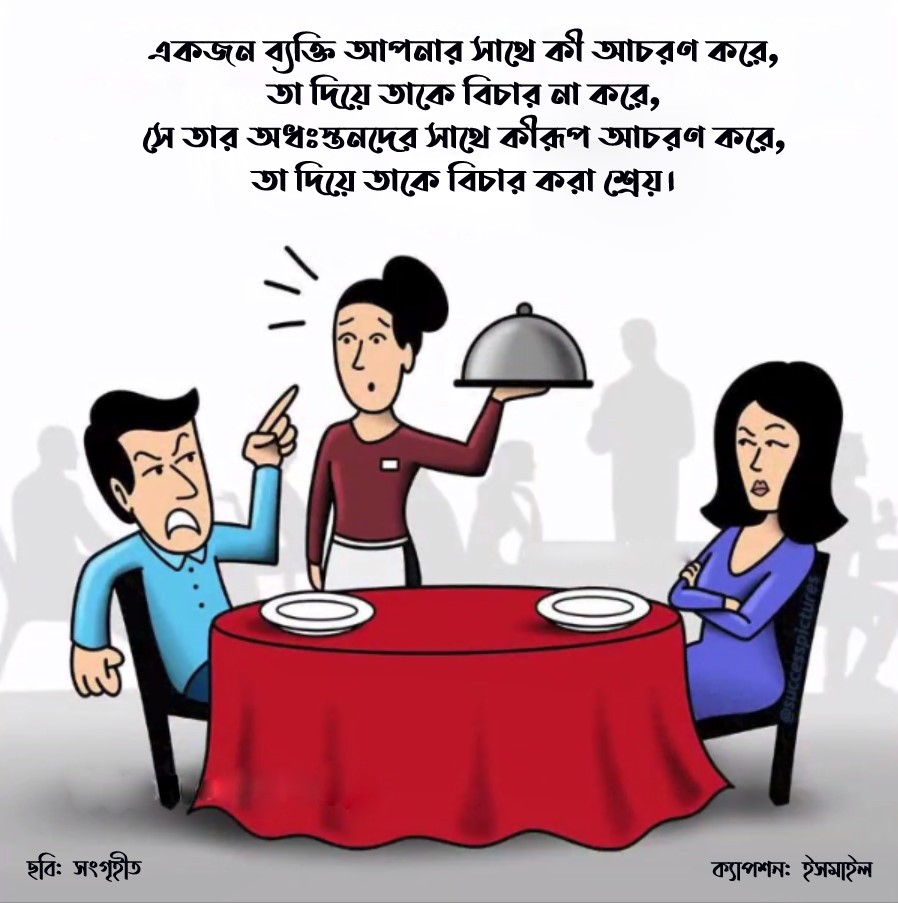 একজন ব্যক্তি আপনার সাথে কী আচরণ করে,
তা দিয়ে তাকে বিচার না করে,
সে তার অধঃস্তনদের সাথে কীরূপ আচরণ করে,
তা দিয়ে তাকে বিচার করা শ্রেয়।
@successpictures
ছবি: সংগৃহীত
ক্যাপশন: ইসমাইল